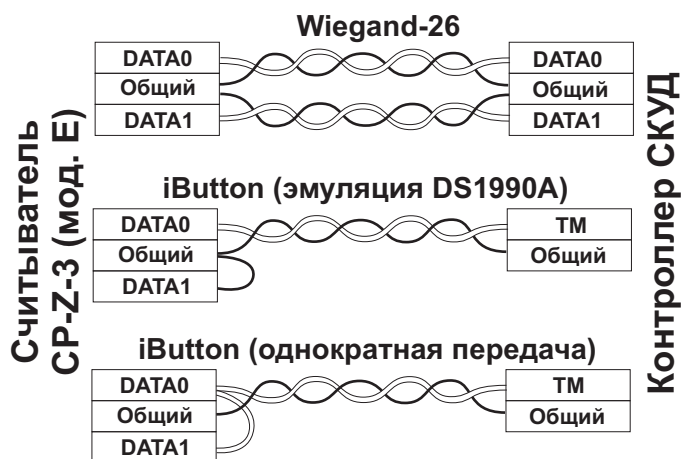 Считыватель
CP-Z-3 (мод. E)
Wiegand-26
DATA0
Общий
DATA1
DATA0
Общий
DATA1
iButton (эмуляция DS1990A)
DATA0
Общий
DATA1
TM
Общий
iButton (однократная передача)
DATA0
Общий
DATA1
TM
Общий
Контроллер СКУД